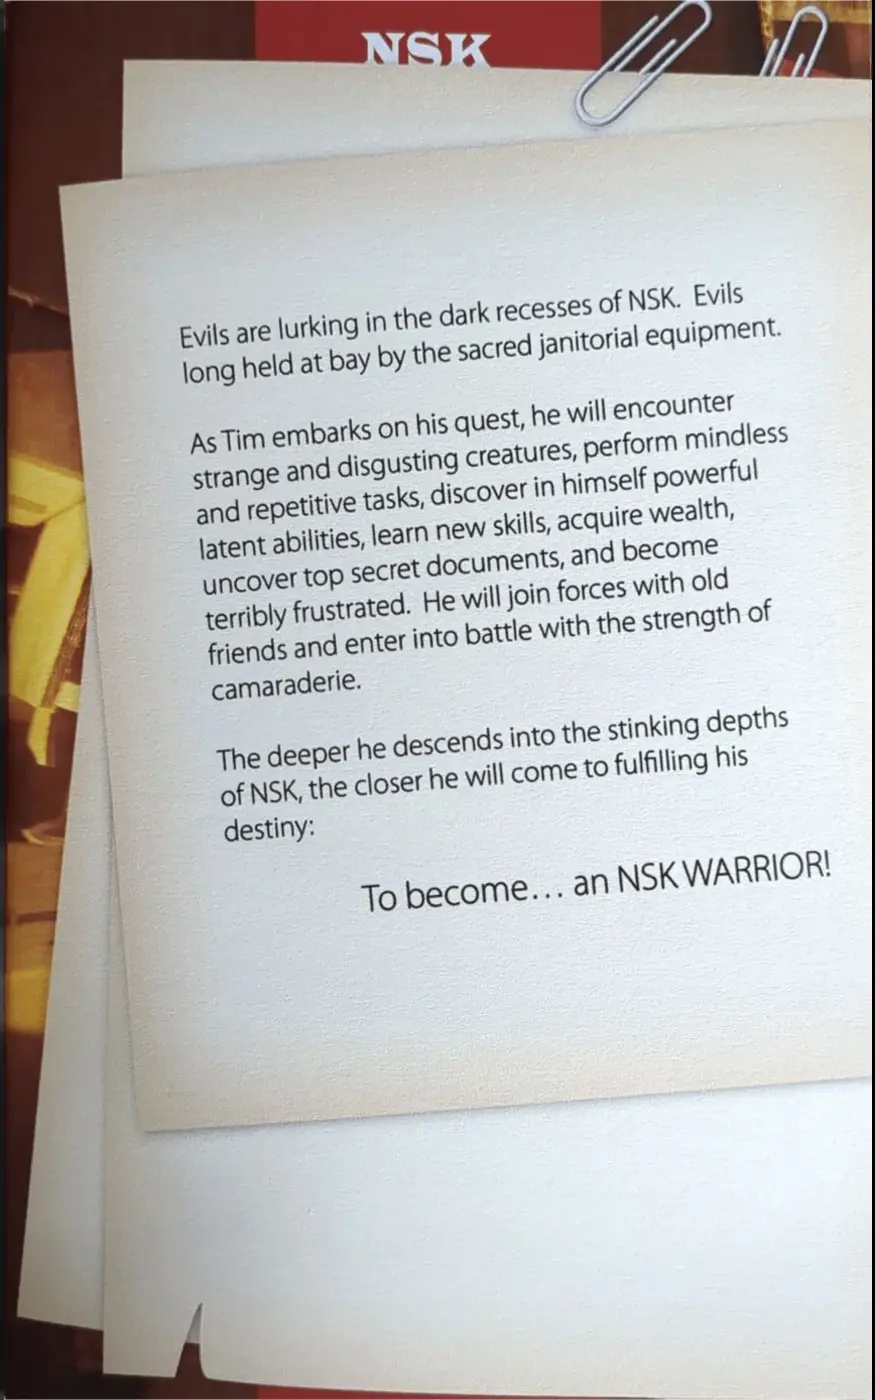 NSK
Evils are lurking in the dark recesses of NSK. Evils
long held at bay by the sacred janitorial equipment.
As Tim embarks on his quest, he will encounter
strange and disgusting creatures, perform mindless
and repetitive tasks, discover in himself powerful
latent abilities, learn new skills, acquire wealth,
uncover top secret documents, and become
terribly frustrated. He will join forces with old
friends and enter into battle with the strength of
camaraderie.
The deeper he descends into the stinking depths
of NSK, the closer he will come to fulfilling his
destiny:
To become... an NSK WARRIOR!